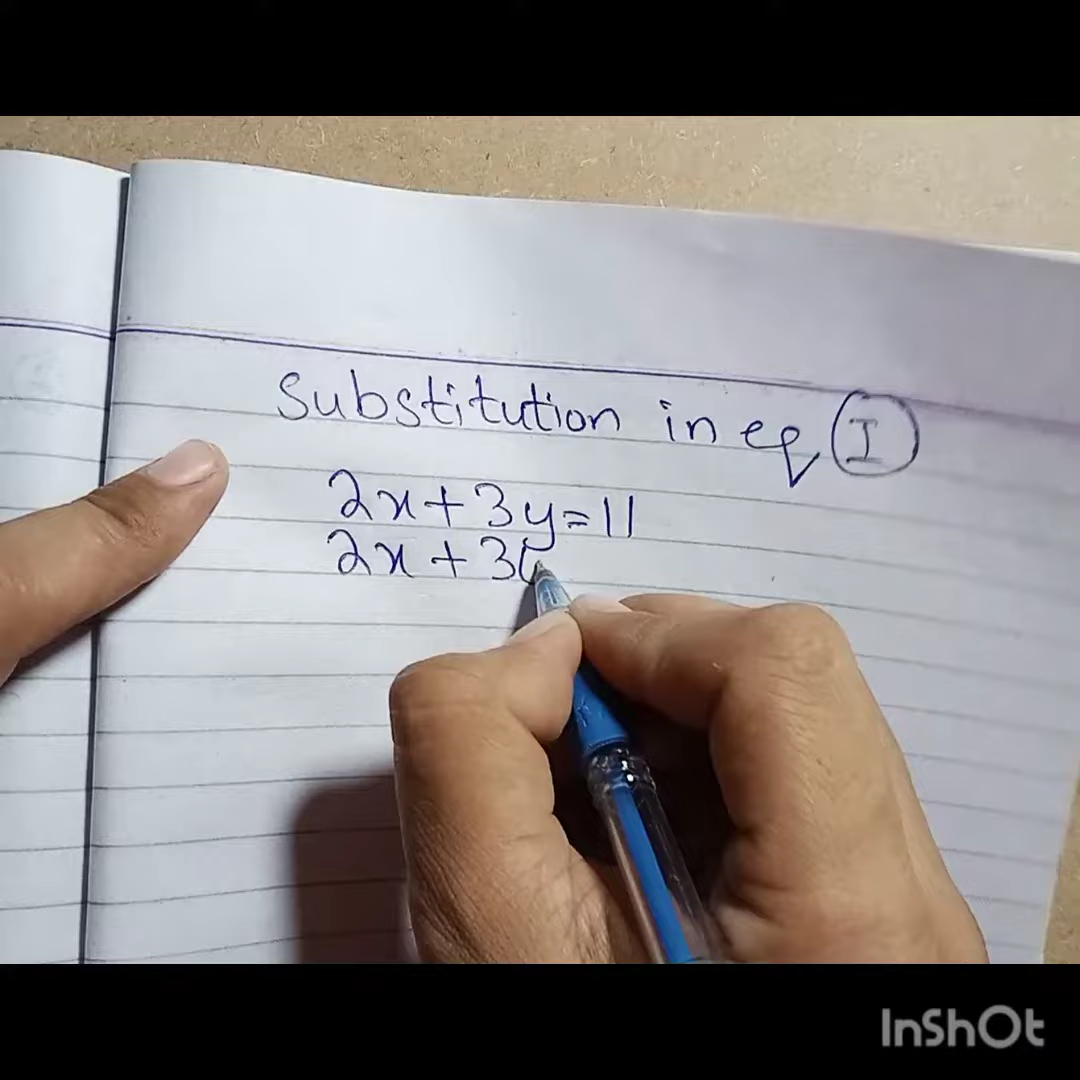 Substitution in eq I
2x + 3y = 11
2x + 3(
InShOt